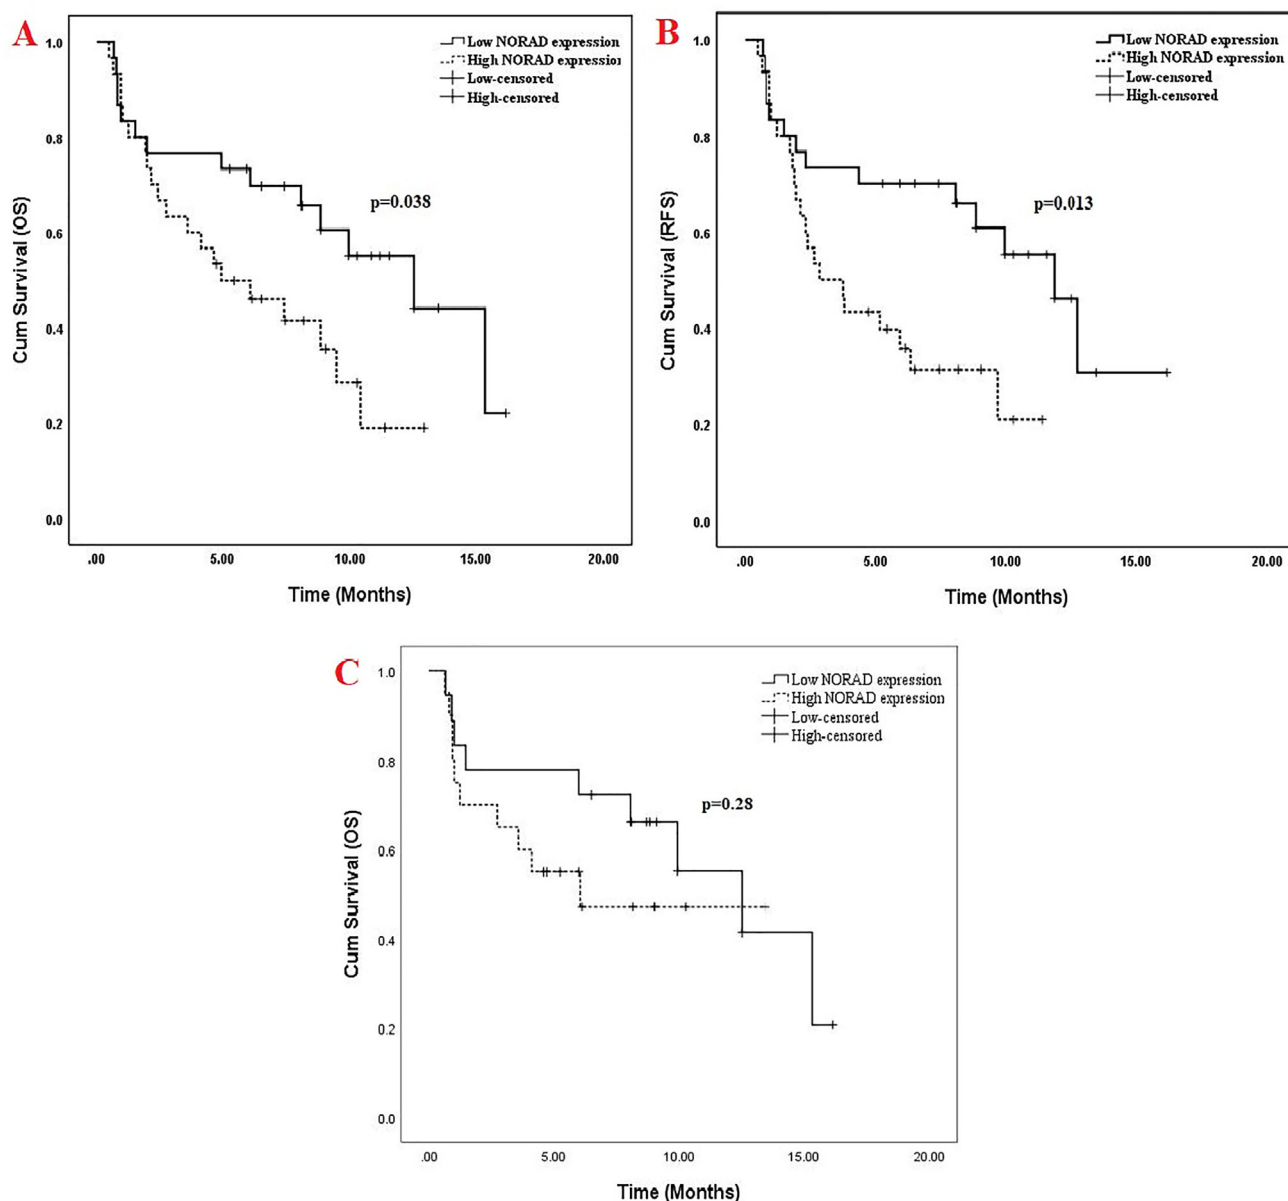 A
Low NORAD expression
High NORAD expression
Low-censored
High-censored
p=0.038
Cum Survival (OS)
1.0
0.8
0.6
0.4
0.2
0.0
.00 5.00 10.00 15.00 20.00
Time (Months)
B
Low NORAD expression
High NORAD expression
Low-censored
High-censored
p=0.013
Cum Survival (RFS)
1.0
0.8
0.6
0.4
0.2
0.0
.00 5.00 10.00 15.00 20.00
Time (Months)
C
Low NORAD expression
High NORAD expression
Low-censored
High-censored
p=0.28
Cum Survival (OS)
1.0
0.8
0.6
0.4
0.2
0.0
.00 5.00 10.00 15.00 20.00
Time (Months)